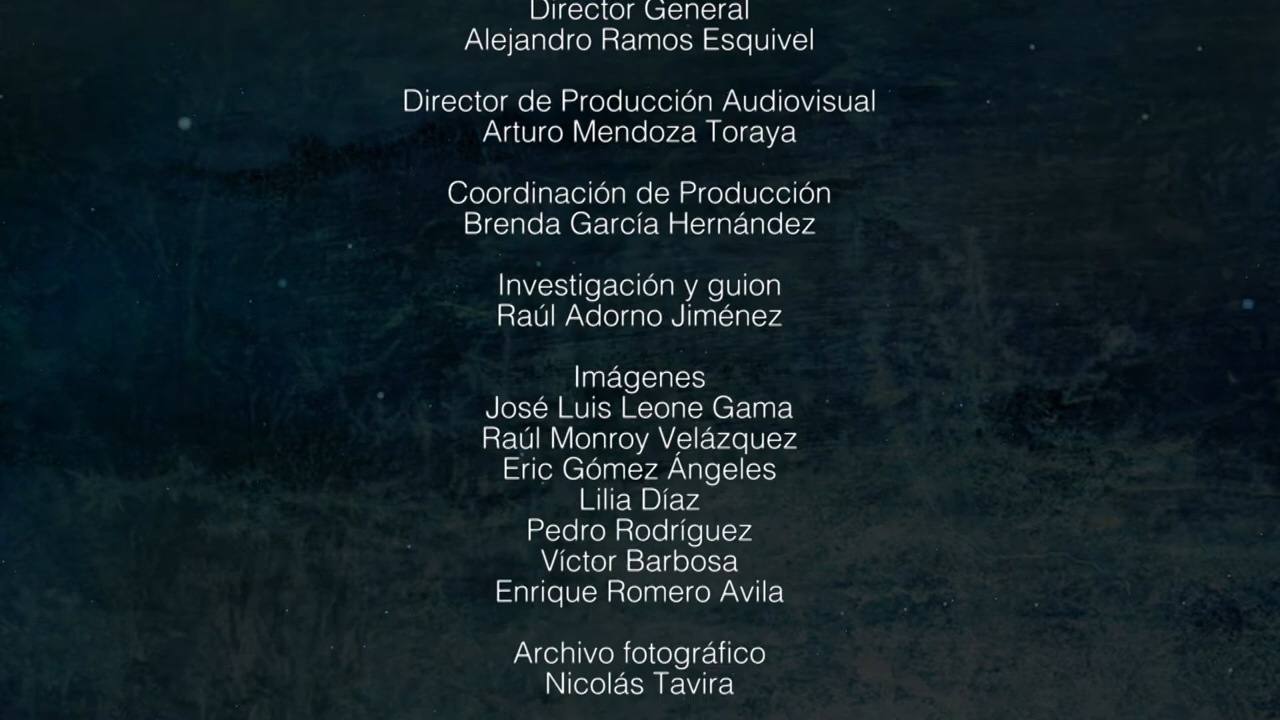 Director General
Alejandro Ramos Esquivel
Director de Producción Audiovisual
Arturo Mendoza Toraya
Coordinación de Producción
Brenda García Hernández
Investigación y guion
Raúl Adorno Jiménez
Imágenes
José Luis Leone Gama
Raúl Monroy Velázquez
Eric Gómez Ángeles
Lilia Díaz
Pedro Rodríguez
Víctor Barbosa
Enrique Romero Avila
Archivo fotográfico
Nicolás Tavira